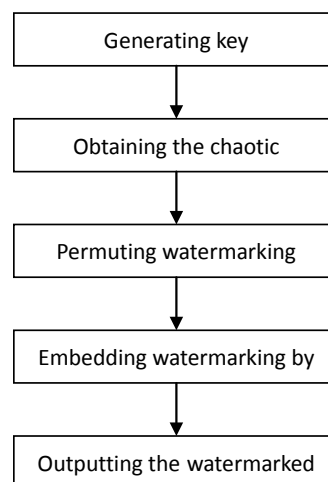 Generating key
Obtaining the chaotic
Permuting watermarking
Embedding watermarking by
Outputting the watermarked